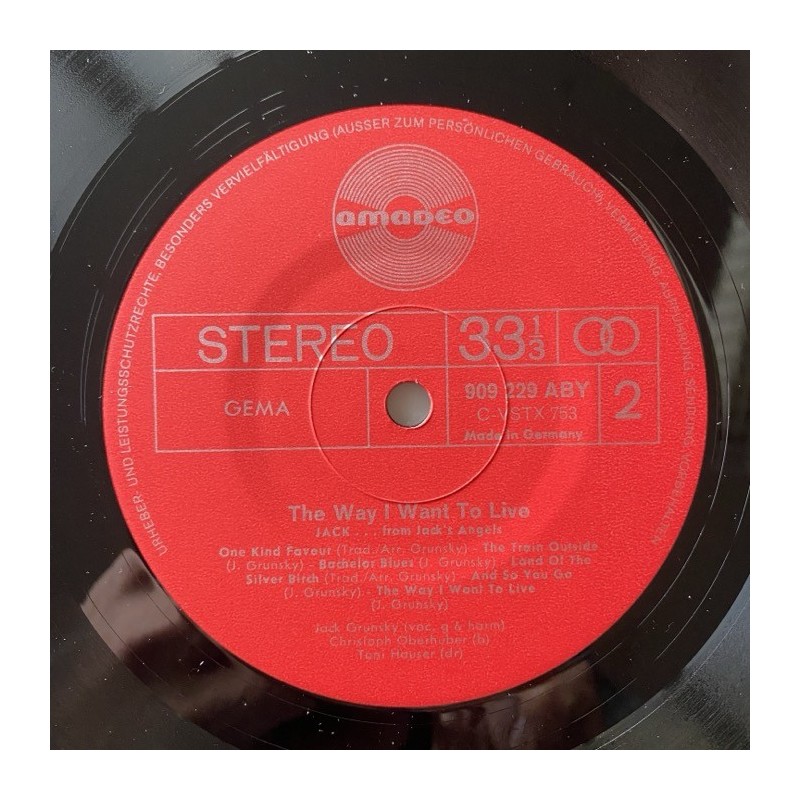 URHEBER- UND LEISTUNGSSCHUTZRECHTE, BESONDERS VERVIELFÄLTIGUNG (AUSSER ZUM PERSÖNLICHEN GEBRAUCH), VERMIETUNG, AUFFÜHRUNG, SENDUNG VORBEHALTEN
AMADEO
STEREO 33 1/3
GEMA 909 229 ABY 2
C-VSTX 753
Made in Germany
The Way I Want To Live
JACK . . . from Jack's Angels
One Kind Favour (Trad./Arr. Grunsky) - The Train Outside
(J. Grunsky) - Bachelor Blues (J. Grunsky) - Land Of The
Silver Birch (Trad./Arr. Grunsky) - And So You Go
(J. Grunsky) - The Way I Want To Live
(J. Grunsky)
Jack Grunsky (voc, g & harm)
Christoph Oberhuber (b)
Toni Hauser (dr)